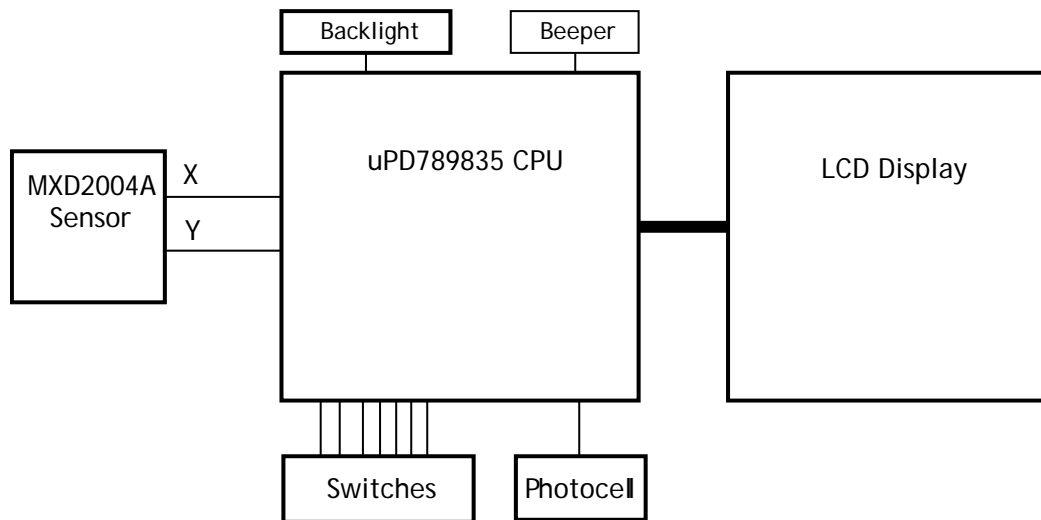 Backlight
Beeper
uPD789835 CPU
LCD Display
MXD2004A
Sensor
X
Y
Switches
Photocell